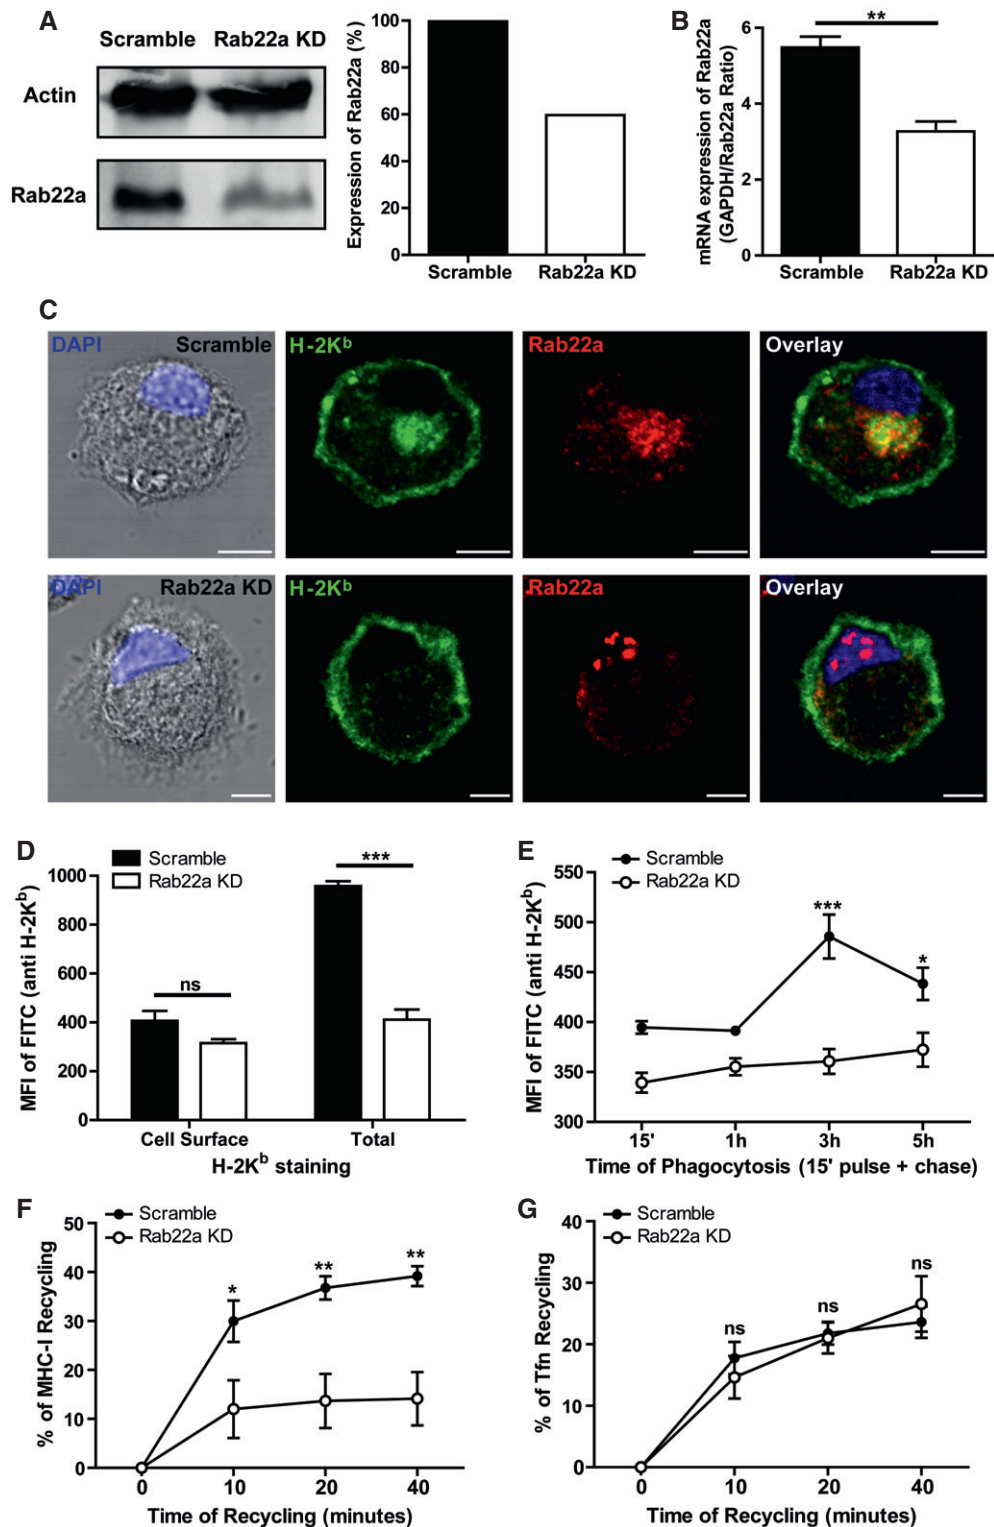 A
Scramble Rab22a KD
Actin
Rab22a
Expression of Rab22a (%)
100
80
60
40
20
0
Scramble Rab22a KD
B
mRNA expression of Rab22a
(GAPDH/Rab22a Ratio)
**
6
4
2
0
Scramble Rab22a KD
C
DAPI Scramble
H-2Kb
Rab22a
Overlay
DAPI Rab22a KD
H-2Kb
Rab22a
Overlay
D
Scramble
Rab22a KD
MFI of FITC (anti H-2Kb)
1000
800
600
400
200
0
ns
***
Cell Surface Total
H-2Kb staining
E
Scramble
Rab22a KD
MFI of FITC (anti H-2Kb)
550
500
450
400
350
300
***
*
15' 1h 3h 5h
Time of Phagocytosis (15' pulse + chase)
F
Scramble
Rab22a KD
% of MHC-I Recycling
50
40
30
20
10
0
* ** **
0 10 20 40
Time of Recycling (minutes)
G
Scramble
Rab22a KD
% of Tfn Recycling
40
30
20
10
0
ns ns ns
0 10 20 40
Time of Recycling (minutes)